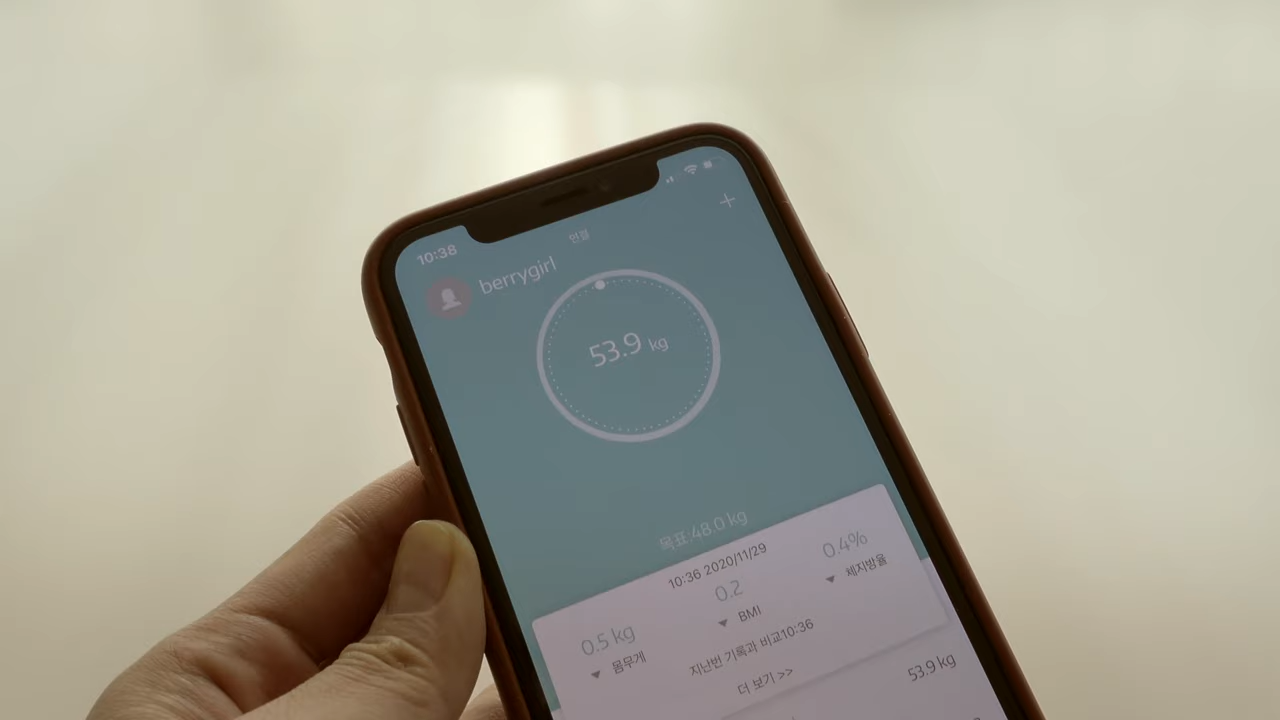 10:38
연결
berrygirl
53.9 kg
목표:48.0 kg
10:36 2020/11/29
0.5 kg
몸무게
0.2
BMI
0.4%
체지방율
지난번 기록과 비교10:36
더 보기 >>
53.9 kg